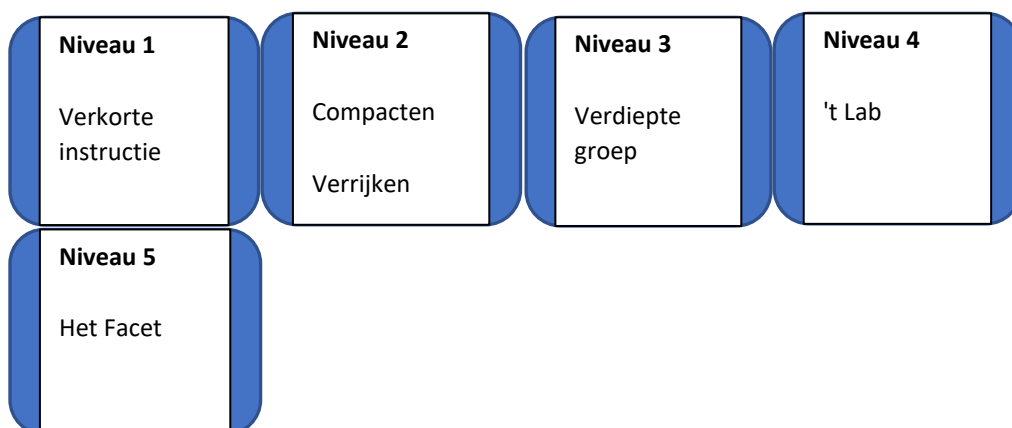 Niveau 1
Verkorte
instructie
Niveau 2
Compacten
Verrijken
Niveau 3
Verdiepte
groep
Niveau 4
't Lab
Niveau 5
Het Facet